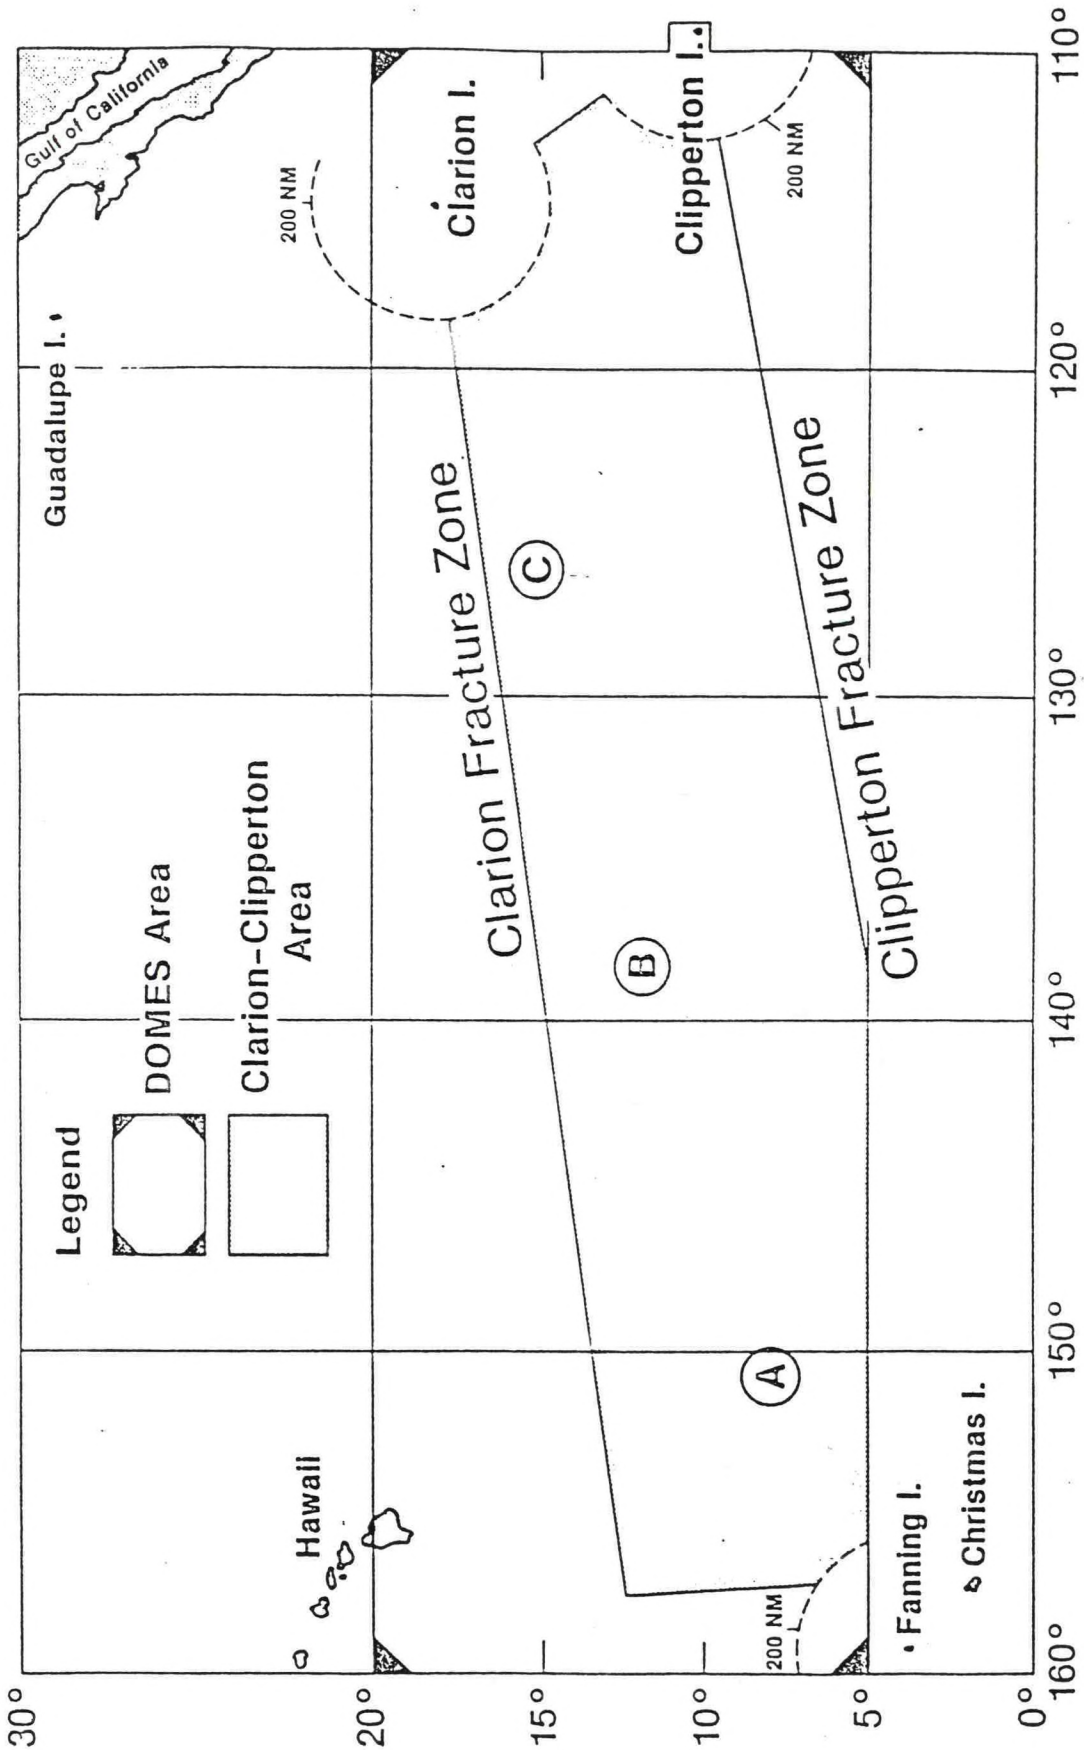 Legend
DOMES Area
Clarion-Clipperton
Area
Guadalupe I.
Gulf of California
Hawaii
200 NM
Clarion I.
Clarion Fracture Zone
C
B
A
Clipperton I.
200 NM
Clipperton Fracture Zone
200 NM
Fanning I.
Christmas I.
30°
20°
15°
10°
5°
0°
160°
150°
140°
130°
120°
110°